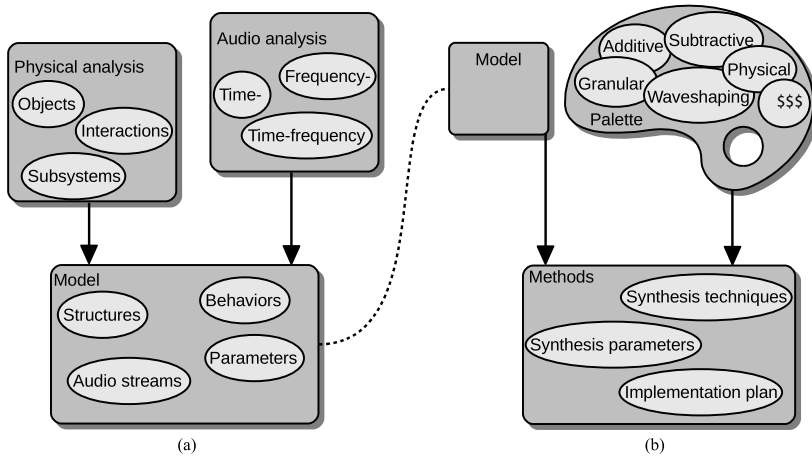 Physical analysis
Objects
Interactions
Subsystems
Audio analysis
Frequency-
Time-
Time-frequency
Model
Structures
Behaviors
Parameters
Audio streams
(a)
Model
Additive
Subtractive
Granular
Physical
Waveshaping
$$$
Palette
Methods
Synthesis techniques
Synthesis parameters
Implementation plan
(b)